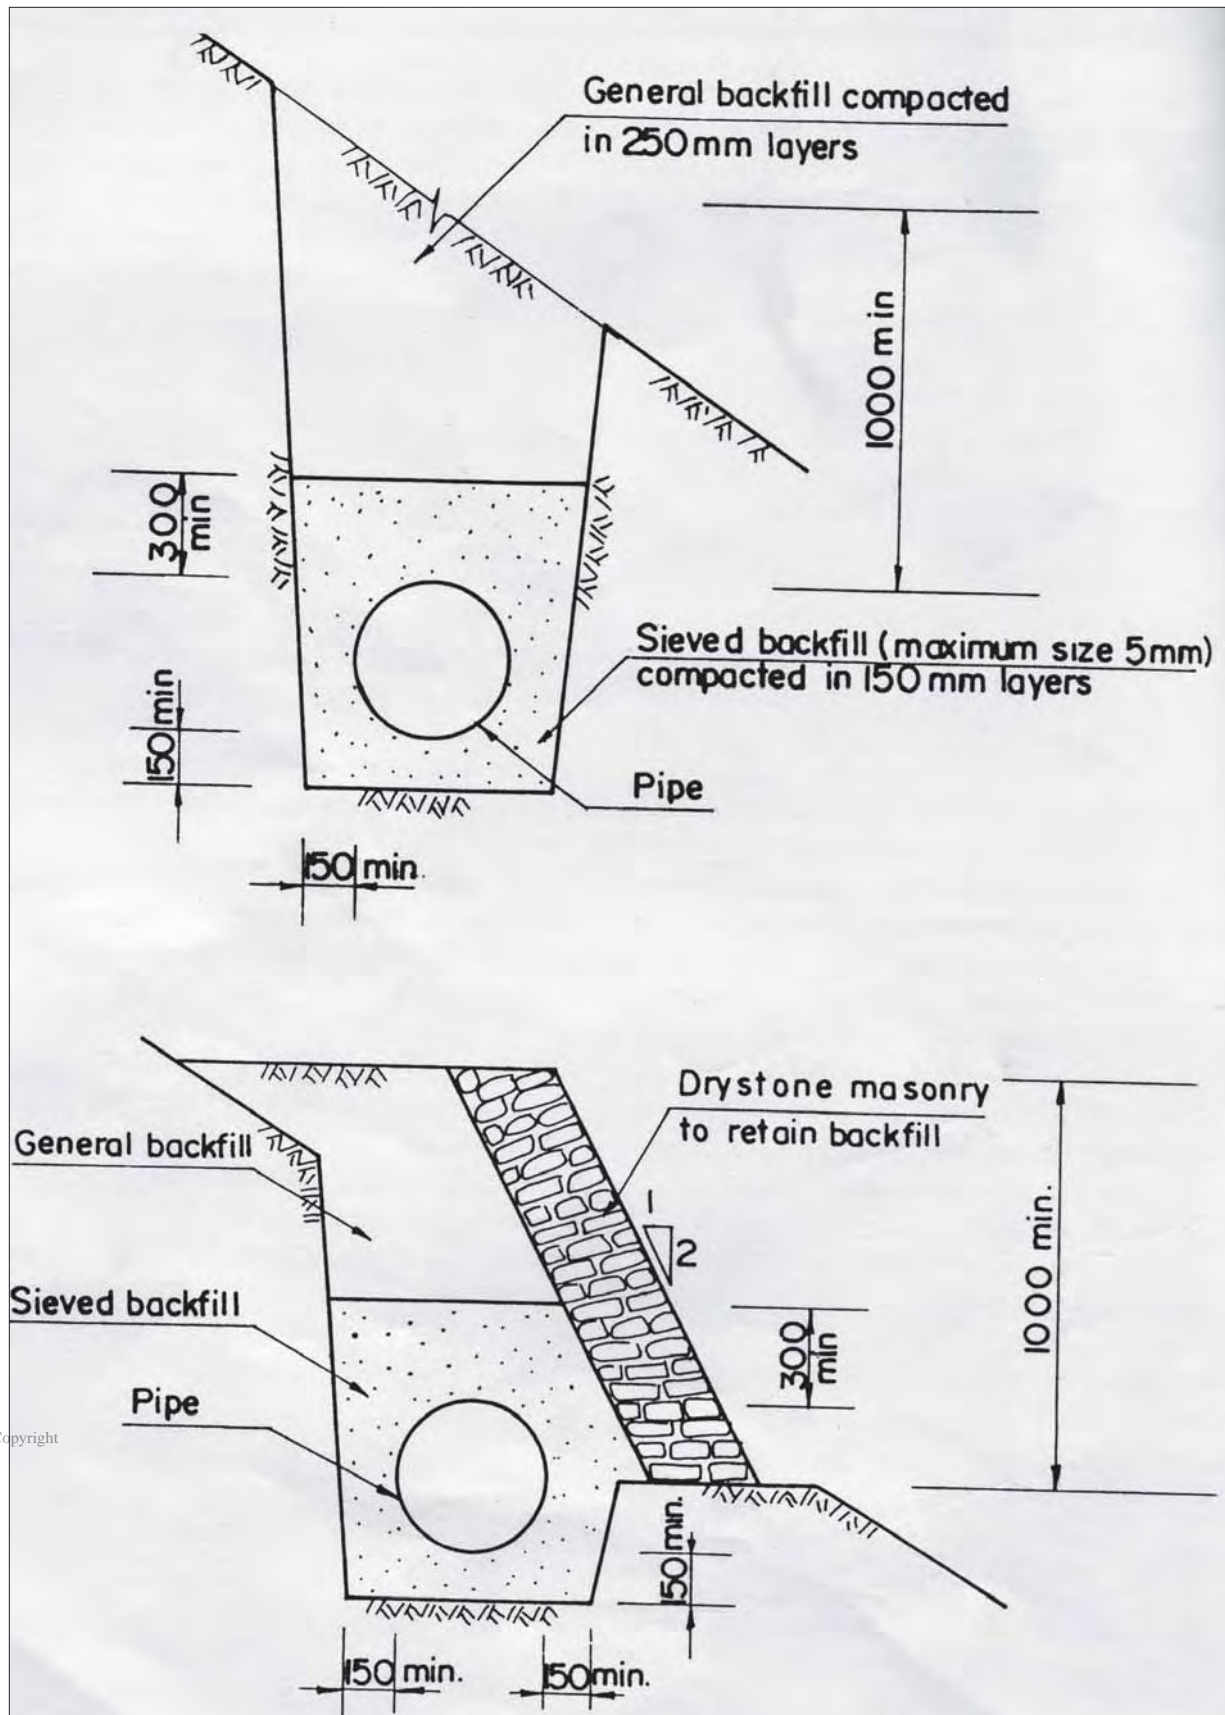 General backfill compacted
in 250mm layers
1000 min
300
min
Sieved backfill (maximum size 5mm)
compacted in 150mm layers
150 min
Pipe
150 min.
Drystone masonry
to retain backfill
General backfill
1
2
1000 min.
Sieved backfill
300
min
Pipe
Copyright
150 min.
150 min.
150 min.